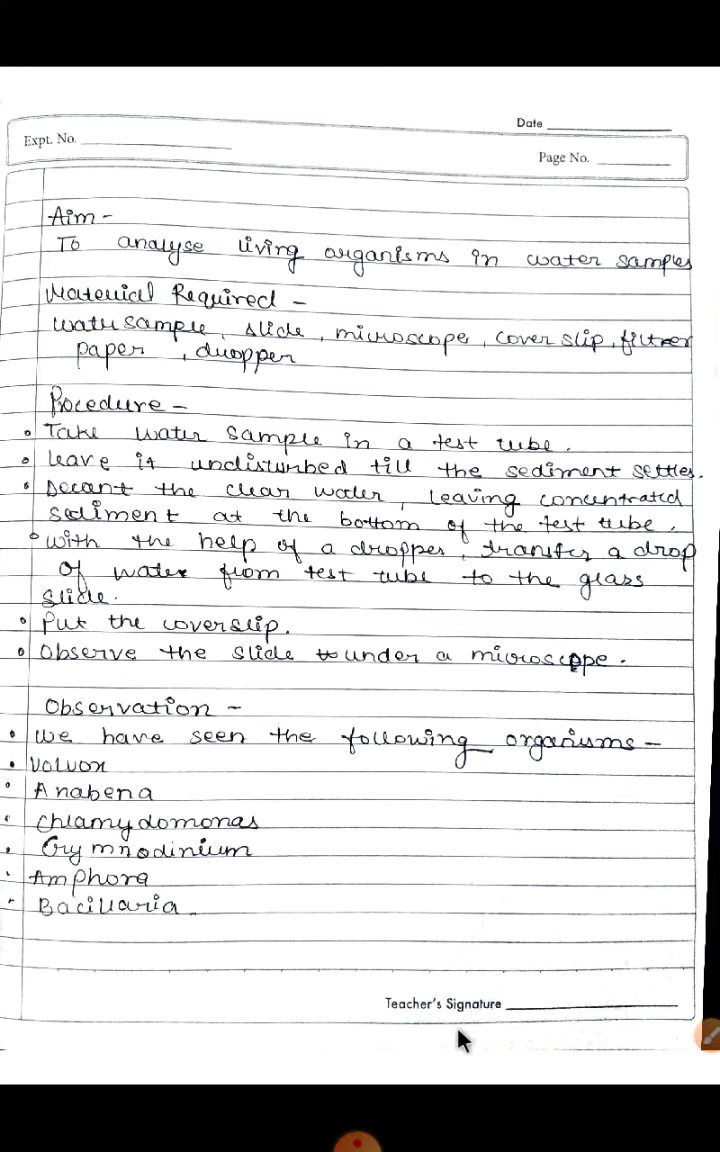 Date
Expt. No.
Page No.
Aim -
To analyse living organisms in water samples
Material Required -
water sample, slide, microscope, cover slip, filter
paper, dropper
Procedure -
• Take water sample in a test tube.
• leave it undisturbed till the sediment settles.
• Decant the clear water, leaving concentrated
sediment at the bottom of the test tube.
• with the help of a dropper, transfer a drop
of water from test tube to the glass
slide.
• Put the coverslip.
• Observe the slide under a microscope.
Observation -
• we have seen the following organisms -
• Volvox
• Anabena
• Chlamydomonas
• Gymnodinium
• Amphora
• Bacillaria.
Teacher's Signature